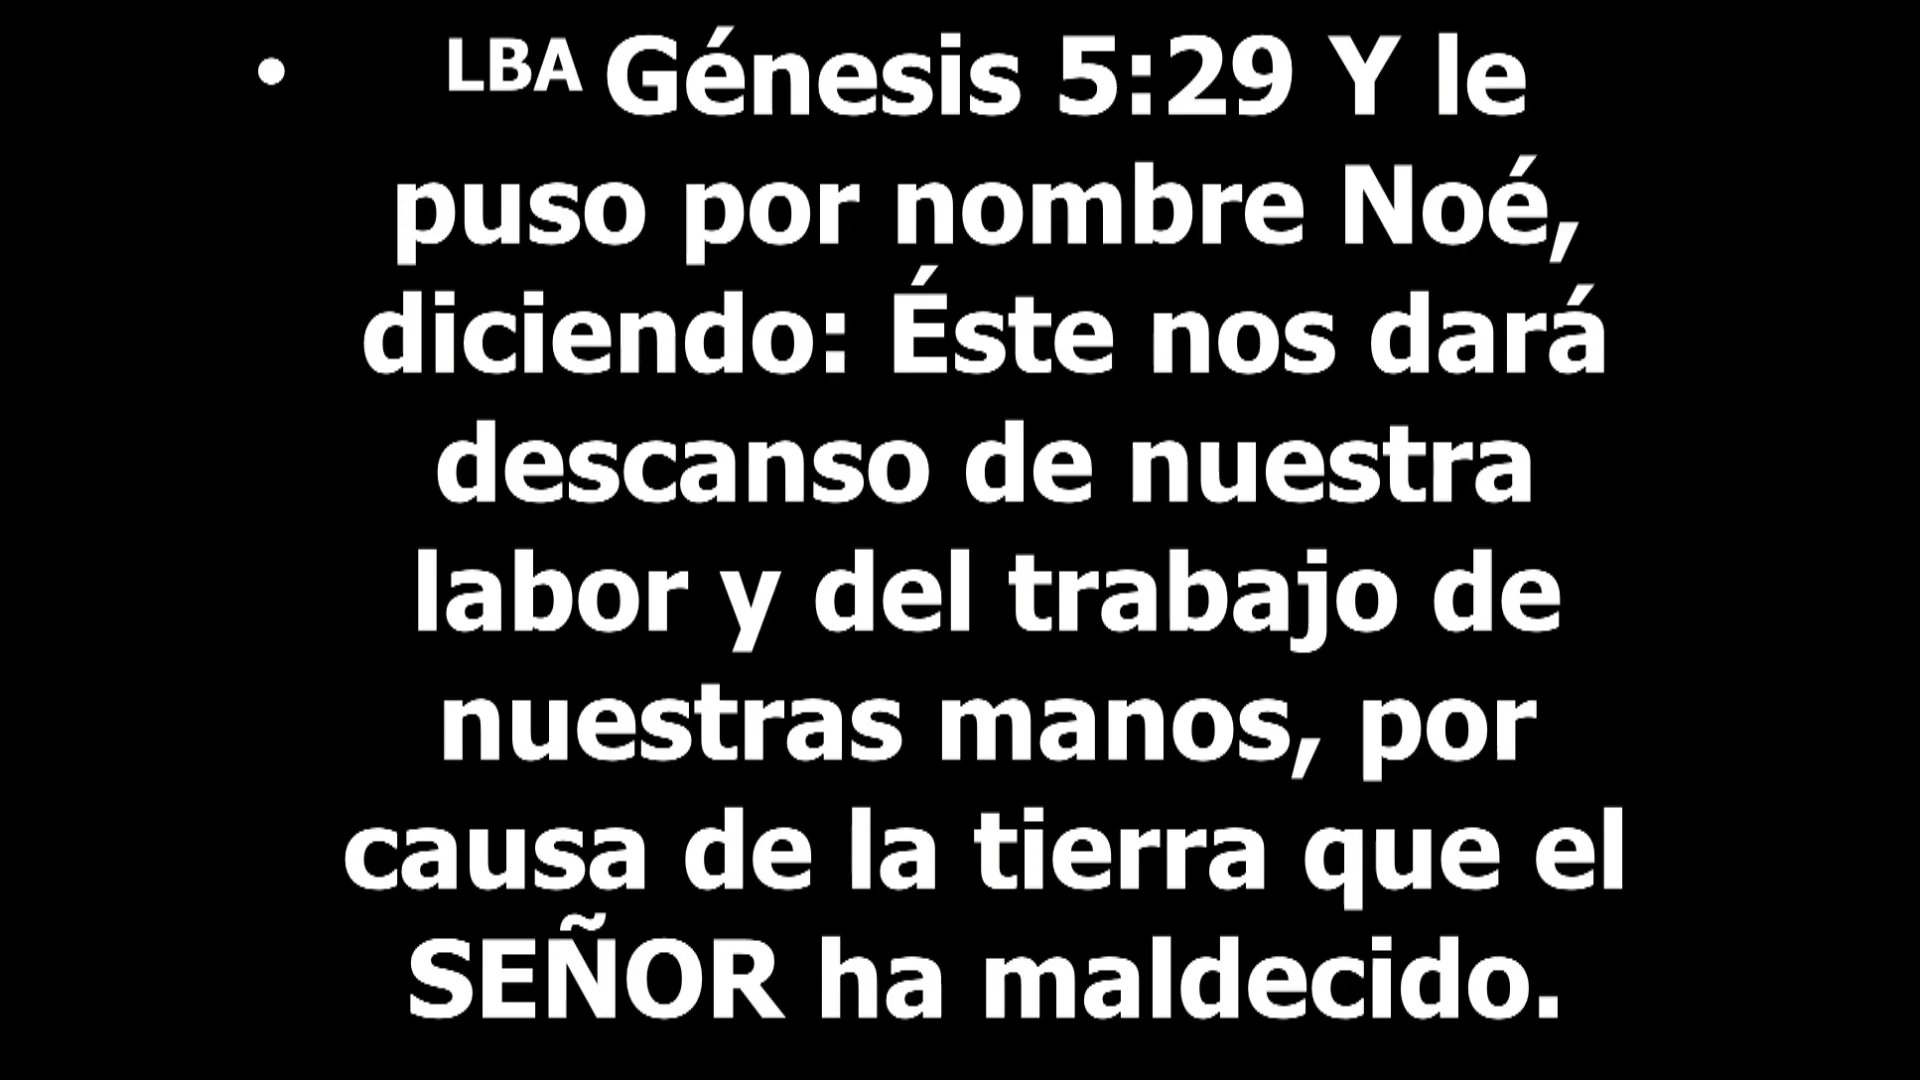 • LBA Génesis 5:29 Y le
puso por nombre Noé,
diciendo: Éste nos dará
descanso de nuestra
labor y del trabajo de
nuestras manos, por
causa de la tierra que el
SEÑOR ha maldecido.